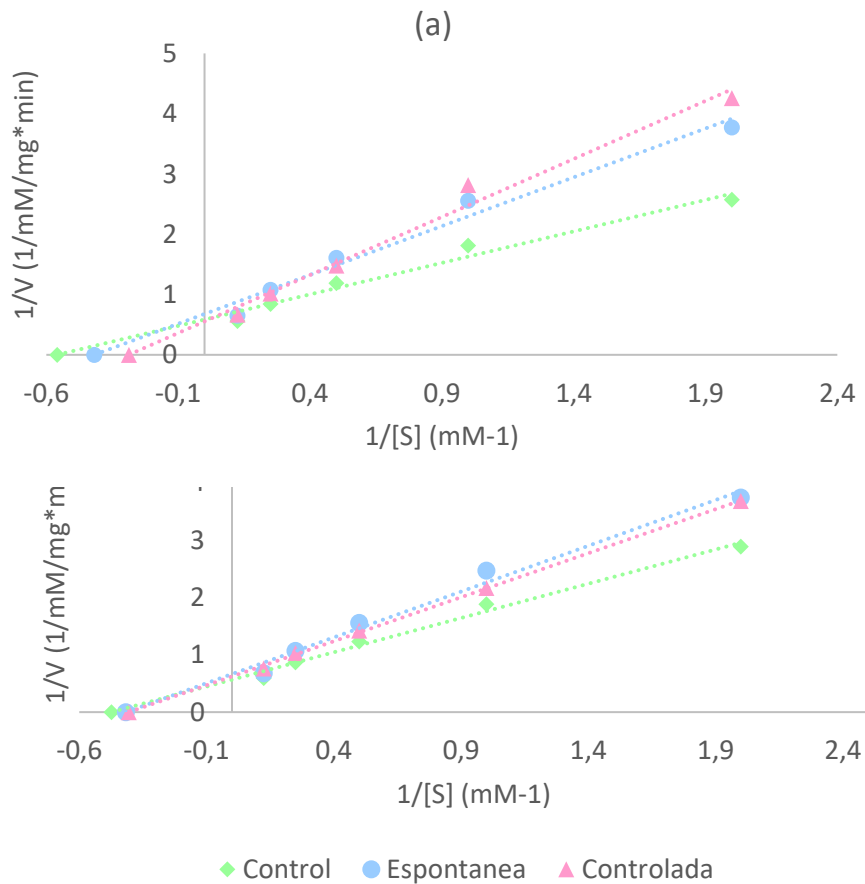 (a)
5
4
3
2
1
0
-0,6 -0,1 0,4 0,9 1,4 1,9 2,4
1/[S] (mM-1)
1/V (1/mM/mg*min)
3
2
1
0
-0,6 -0,1 0,4 0,9 1,4 1,9 2,4
1/[S] (mM-1)
1/V (1/mM/mg*m
Control Espontanea Controlada